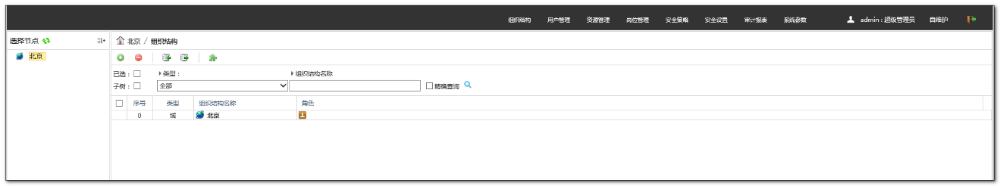 组织结构 用户管理 资源管理 岗位管理 安全策略 安全设置 审计报表 系统参数 admin : 超级管理员 自维护
选择节点
北京
北京 / 组织结构
已选： 类型： 组织结构名称
子树： 全部 精确查询
序号 类型 组织结构名称 角色
0 域 北京